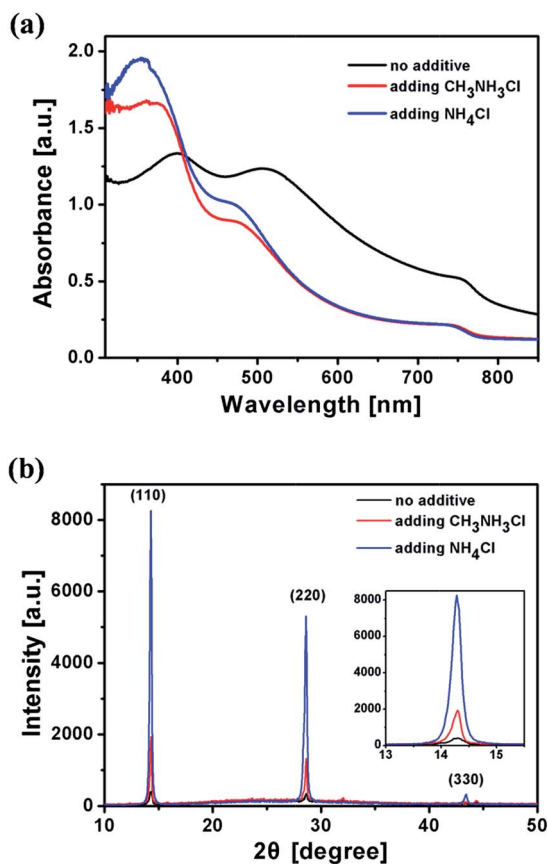 (a)
2.0
1.5
1.0
0.5
0.0
Absorbance [a.u.]
no additive
adding CH₃NH₃Cl
adding NH₄Cl
400 500 600 700 800
Wavelength [nm]
(b)
8000
6000
4000
2000
0
Intensity [a.u.]
(110)
(220)
(330)
no additive
adding CH₃NH₃Cl
adding NH₄Cl
8000
6000
4000
2000
0
13 14 15
10 20 30 40 50
2θ [degree]